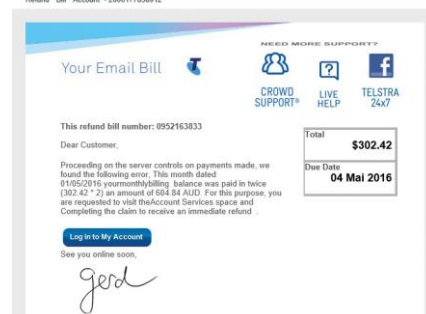 Refund - Bill - Account - 2000177658912
NEED MORE SUPPORT?
Your Email Bill
CROWD
SUPPORT®
LIVE
HELP
TELSTRA
24x7
This refund bill number: 0952163833
Dear Customer,
Proceeding on the server controls on payments made, we
found the following error, This month dated
01/05/2016 yourmonthlybilling balance was paid in twice
(302.42 * 2) an amount of 604.84 AUD. For this purpose, you
are requested to visit theAccount Services space and
Completing the claim to receive an immediate refund .
Total
$302.42
Due Date
04 Mai 2016
Log in to My Account
See you online soon,
gerd